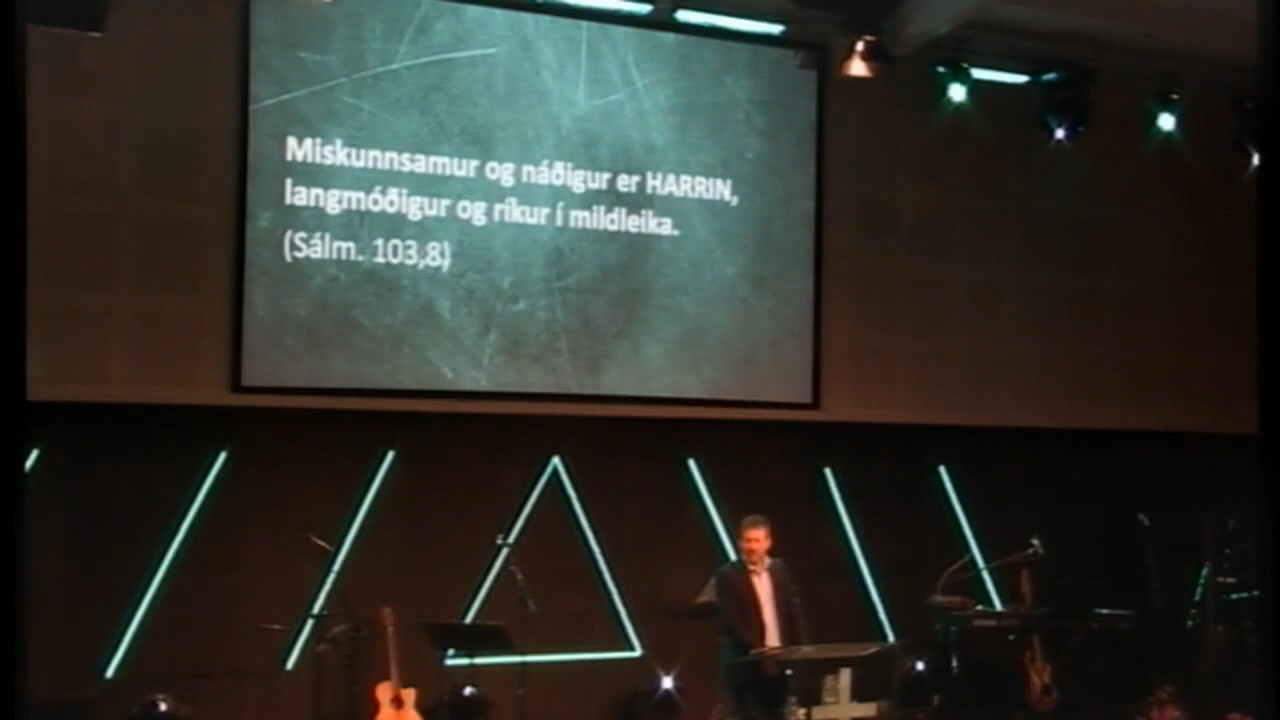 Miskunnsamur og náðigur er HARRIN,
langmóðigur og ríkur í mildleika.
(Sálm. 103,8)